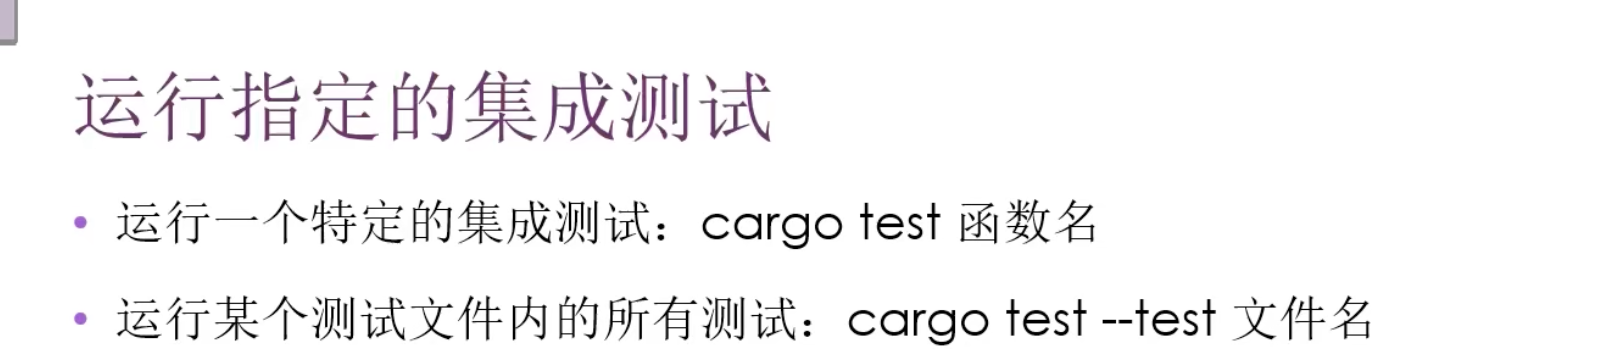 运行指定的集成测试
• 运行一个特定的集成测试：cargo test 函数名
• 运行某个测试文件内的所有测试：cargo test --test 文件名